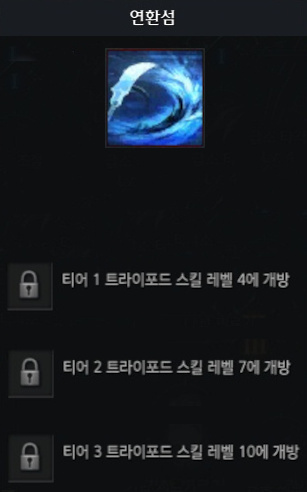 연환섬
티어 1 트라이포드 스킬 레벨 4에 개방
티어 2 트라이포드 스킬 레벨 7에 개방
티어 3 트라이포드 스킬 레벨 10에 개방